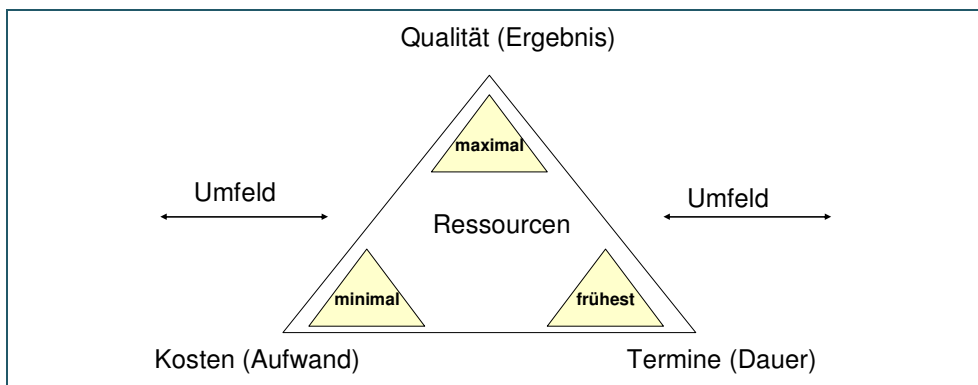 Qualität (Ergebnis)
maximal
Umfeld
Umfeld
Ressourcen
minimal
frühest
Kosten (Aufwand)
Termine (Dauer)